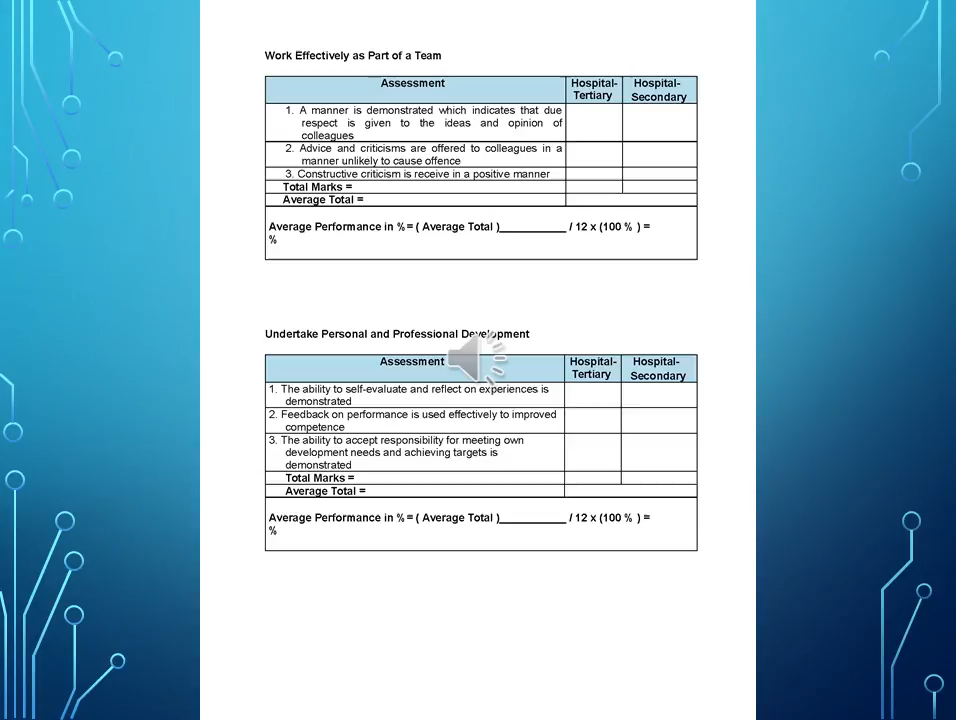 Work Effectively as Part of a Team
Assessment Hospital-Tertiary Hospital-Secondary
1. A manner is demonstrated which indicates that due
respect is given to the ideas and opinion of
colleagues
2. Advice and criticisms are offered to colleagues in a
manner unlikely to cause offence
3. Constructive criticism is receive in a positive manner
Total Marks =
Average Total =
Average Performance in % = ( Average Total )___________ / 12 x (100 % ) =
%
Undertake Personal and Professional Development
Assessment Hospital-Tertiary Hospital-Secondary
1. The ability to self-evaluate and reflect on experiences is
demonstrated
2. Feedback on performance is used effectively to improved
competence
3. The ability to accept responsibility for meeting own
development needs and achieving targets is
demonstrated
Total Marks =
Average Total =
Average Performance in % = ( Average Total )___________ / 12 x (100 % ) =
%